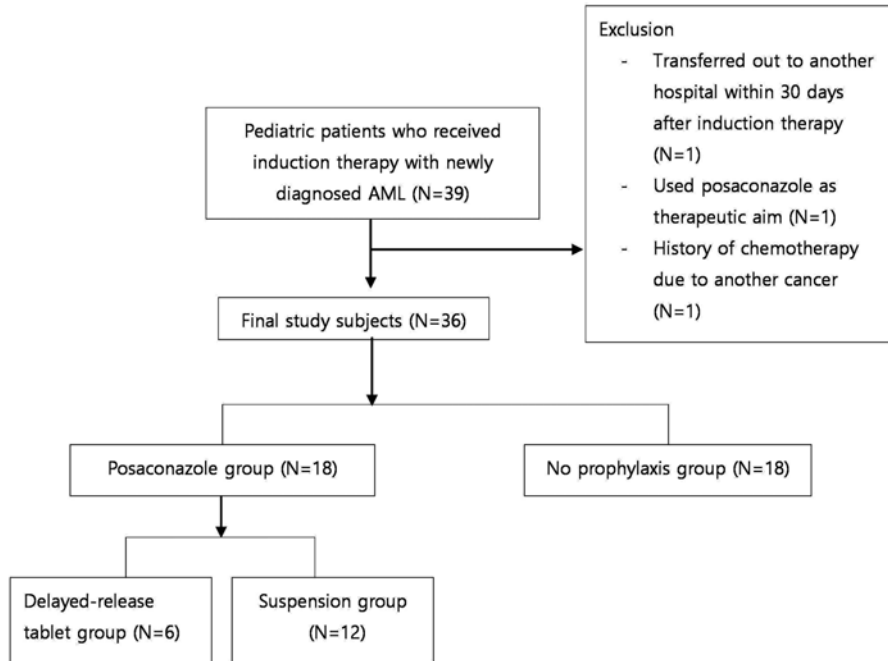 Pediatric patients who received
induction therapy with newly
diagnosed AML (N=39)
Exclusion
- Transferred out to another
hospital within 30 days
after induction therapy
(N=1)
- Used posaconazole as
therapeutic aim (N=1)
- History of chemotherapy
due to another cancer
(N=1)
Final study subjects (N=36)
Posaconazole group (N=18)
No prophylaxis group (N=18)
Delayed-release
tablet group (N=6)
Suspension group
(N=12)